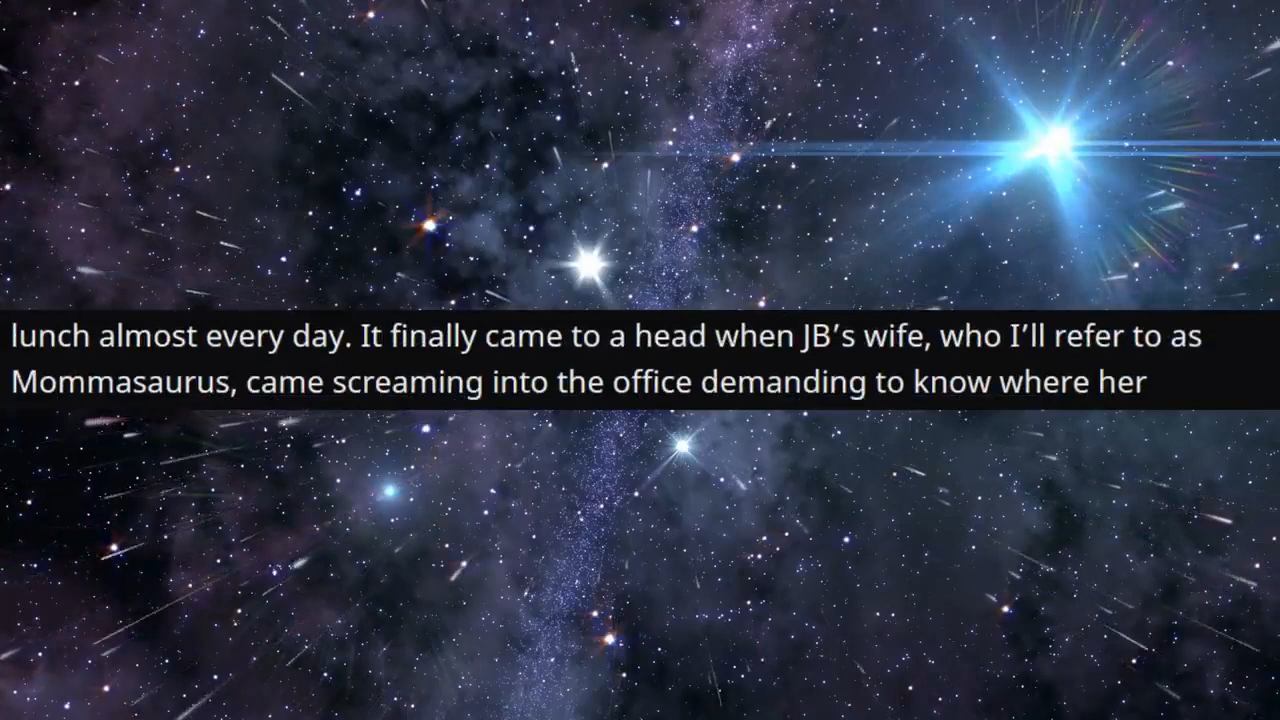 lunch almost every day. It finally came to a head when JB’s wife, who I’ll refer to as
Mommasaurus, came screaming into the office demanding to know where her